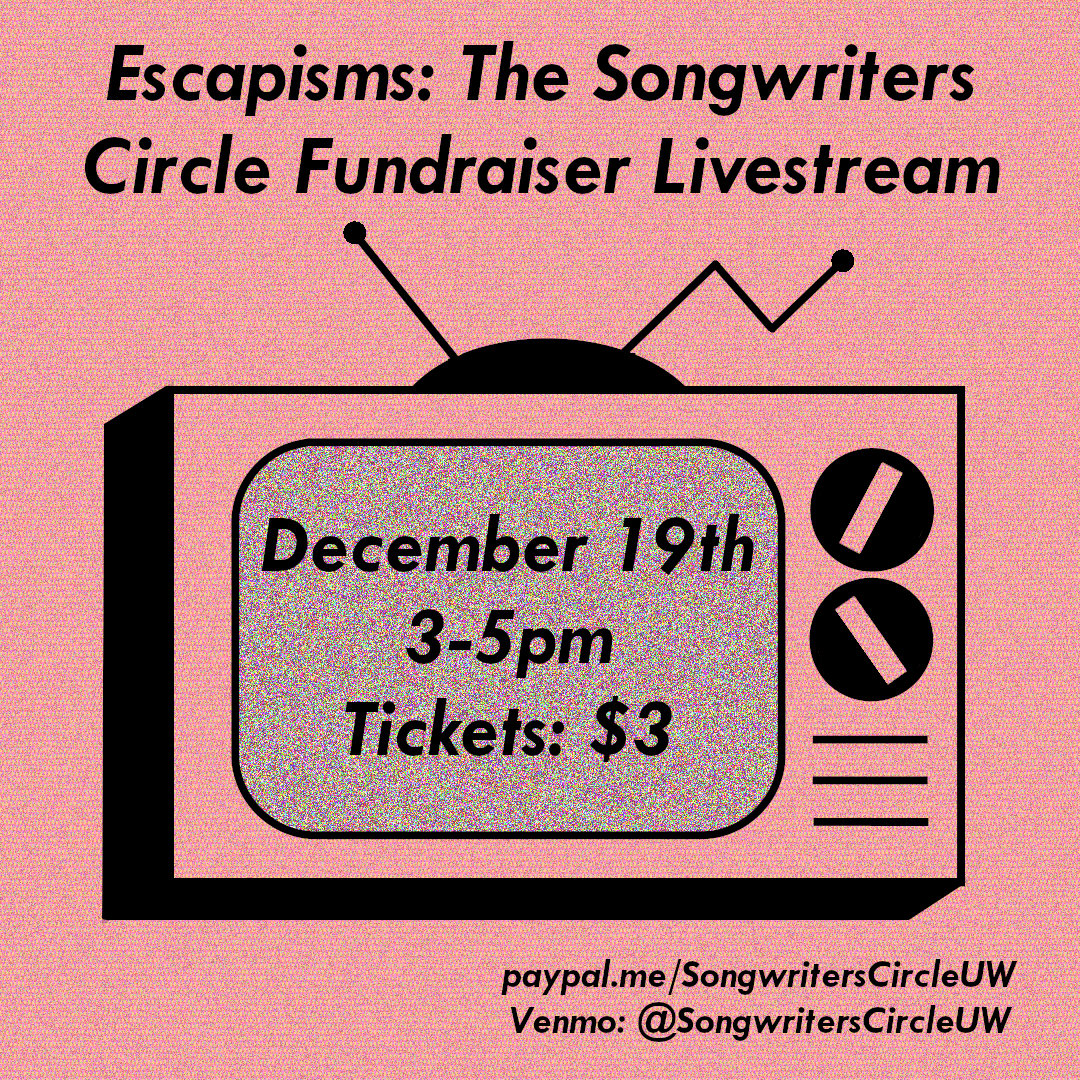 Escapisms: The Songwriters
Circle Fundraiser Livestream
December 19th
3-5pm
Tickets: $3
paypal.me/SongwritersCircleUW
Venmo: @SongwritersCircleUW